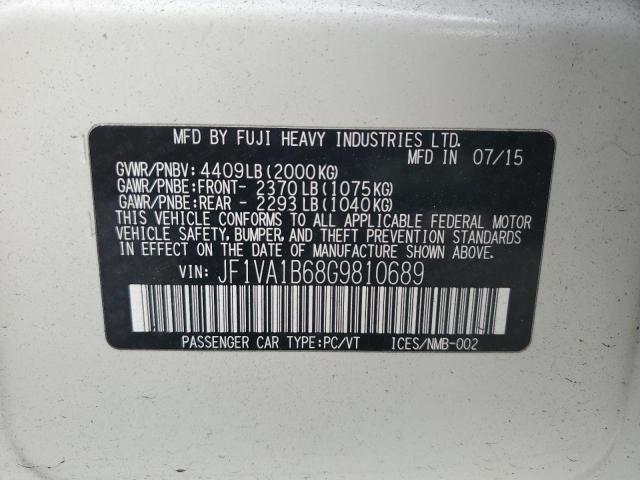 MFD BY FUJI HEAVY INDUSTRIES LTD.
MFD IN 07/15
GVWR/PNBV: 4409LB(2000KG)
GAWR/PNBE:FRONT- 2370LB(1075KG)
GAWR/PNBE:REAR - 2293LB(1040KG)
THIS VEHICLE CONFORMS TO ALL APPLICABLE FEDERAL MOTOR
VEHICLE SAFETY, BUMPER, AND THEFT PREVENTION STANDARDS
IN EFFECT ON THE DATE OF MANUFACTURE SHOWN ABOVE.
VIN: JF1VA1B68G9810689
PASSENGER CAR TYPE:PC/VT ICES/NMB-002